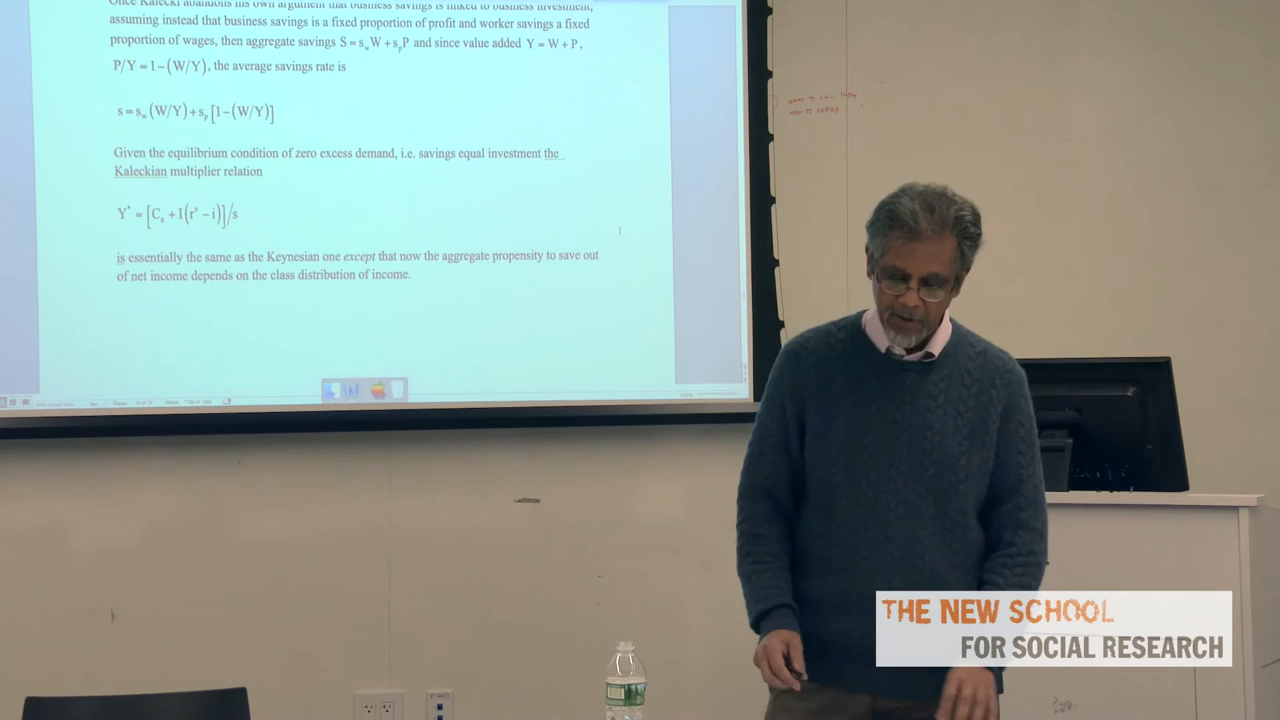 Once Kalecki abandons his own argument that business savings is linked to business investment,
assuming instead that business savings is a fixed proportion of profit and worker savings a fixed
proportion of wages, then aggregate savings S = s_w W + s_p P and since value added Y = W + P,
P/Y = 1 − (W/Y), the average savings rate is
s = s_w (W/Y) + s_p [1 − (W/Y)]
Given the equilibrium condition of zero excess demand, i.e. savings equal investment the
Kaleckian multiplier relation
is essentially the same as the Keynesian one except that now the aggregate propensity to save out
of net income depends on the class distribution of income.
THE NEW SCHOOL
FOR SOCIAL RESEARCH